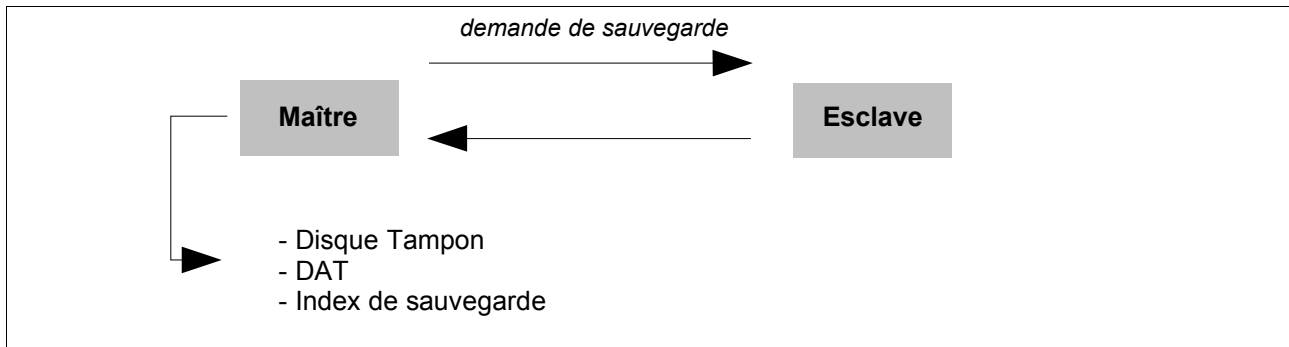 demande de sauvegarde
Maître
Esclave
- Disque Tampon
- DAT
- Index de sauvegarde